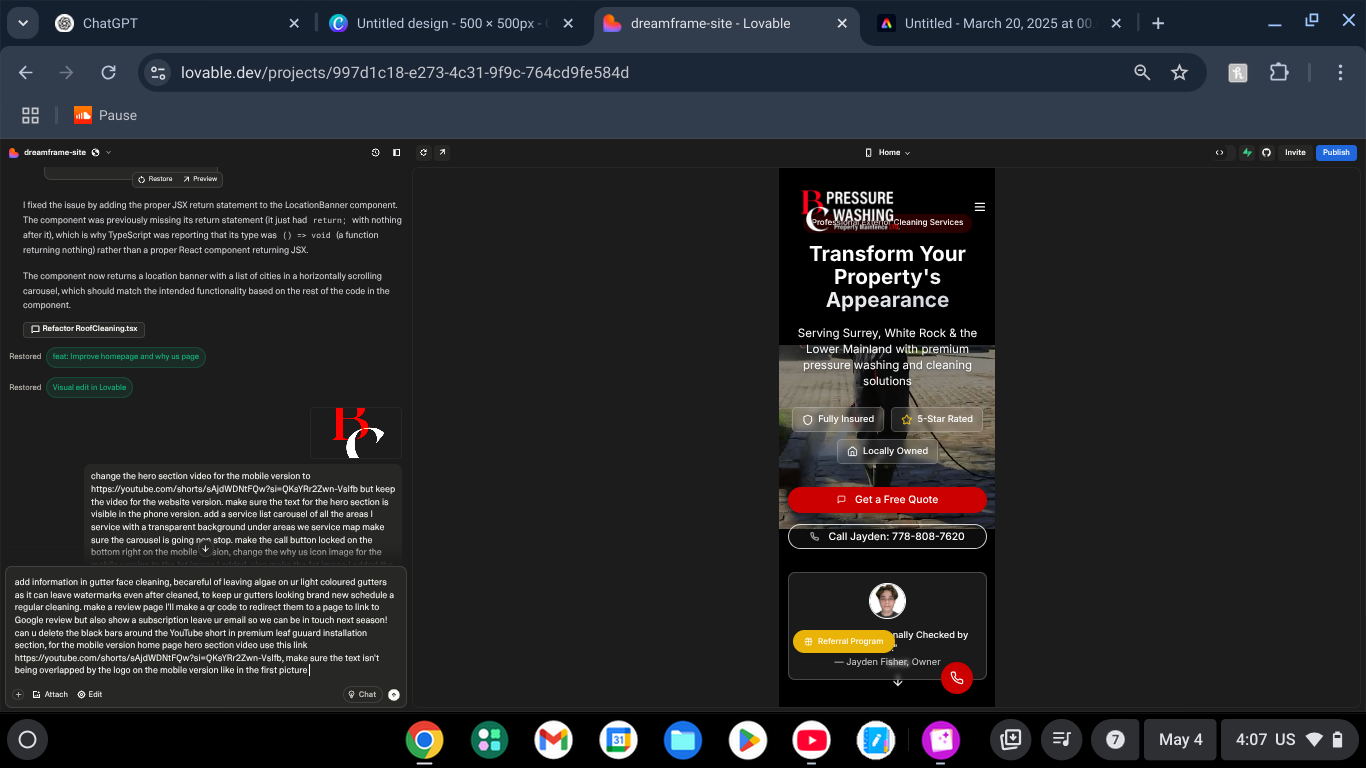 ChatGPT
Untitled design - 500 × 500px -
dreamframe-site - Lovable
Untitled - March 20, 2025 at 00.
lovable.dev/projects/997d1c18-e273-4c31-9f9c-764cd9fe584d
Pause
dreamframe-site
Home
Invite
Publish
Restore
Preview
I fixed the issue by adding the proper JSX return statement to the LocationBanner component.
The component was previously missing its return statement (it just had return; with nothing
after it), which is why TypeScript was reporting that its type was () => void (a function
returning nothing) rather than a proper React component returning JSX.
The component now returns a location banner with a list of cities in a horizontally scrolling
carousel, which should match the intended functionality based on the rest of the code in the
component.
Refactor RoofCleaning.tsx
Restored feat: Improve homepage and why us page
Restored Visual edit in Lovable
BC
change the hero section video for the mobile version to
https://youtube.com/shorts/sAjdWDNtFQw?si=QKsYRr2Zwn-VsIfb but keep
the video for the website version. make sure the text for the hero section is
visible in the phone version. add a service list carousel of all the areas I
service with a transparent background under areas we service map make
sure the carousel is going non stop. make the call button locked on the
bottom right on the mobile version, change the why us icon image for the
add information in gutter face cleaning, becareful of leaving algae on ur light coloured gutters
as it can leave watermarks even after cleaned, to keep ur gutters looking brand new schedule a
regular cleaning. make a review page I'll make a qr code to redirect them to a page to link to
Google review but also show a subscription leave ur email so we can be in touch next season!
can u delete the black bars around the YouTube short in premium leaf guuard installation
section, for the mobile version home page hero section video use this link
https://youtube.com/shorts/sAjdWDNtFQw?si=QKsYRr2Zwn-VsIfb, make sure the text isn't
being overlapped by the logo on the mobile version like in the first picture
Attach
Edit
Chat
BC PRESSURE
WASHING
Property Maintence
Professional Exterior Cleaning Services
Transform Your
Property's
Appearance
Serving Surrey, White Rock & the
Lower Mainland with premium
pressure washing and cleaning
solutions
Fully Insured
5-Star Rated
Locally Owned
Get a Free Quote
Call Jayden: 778-808-7620
nally Checked by
Referral Program
— Jayden Fisher, Owner
31
7
May 4
4:07 US